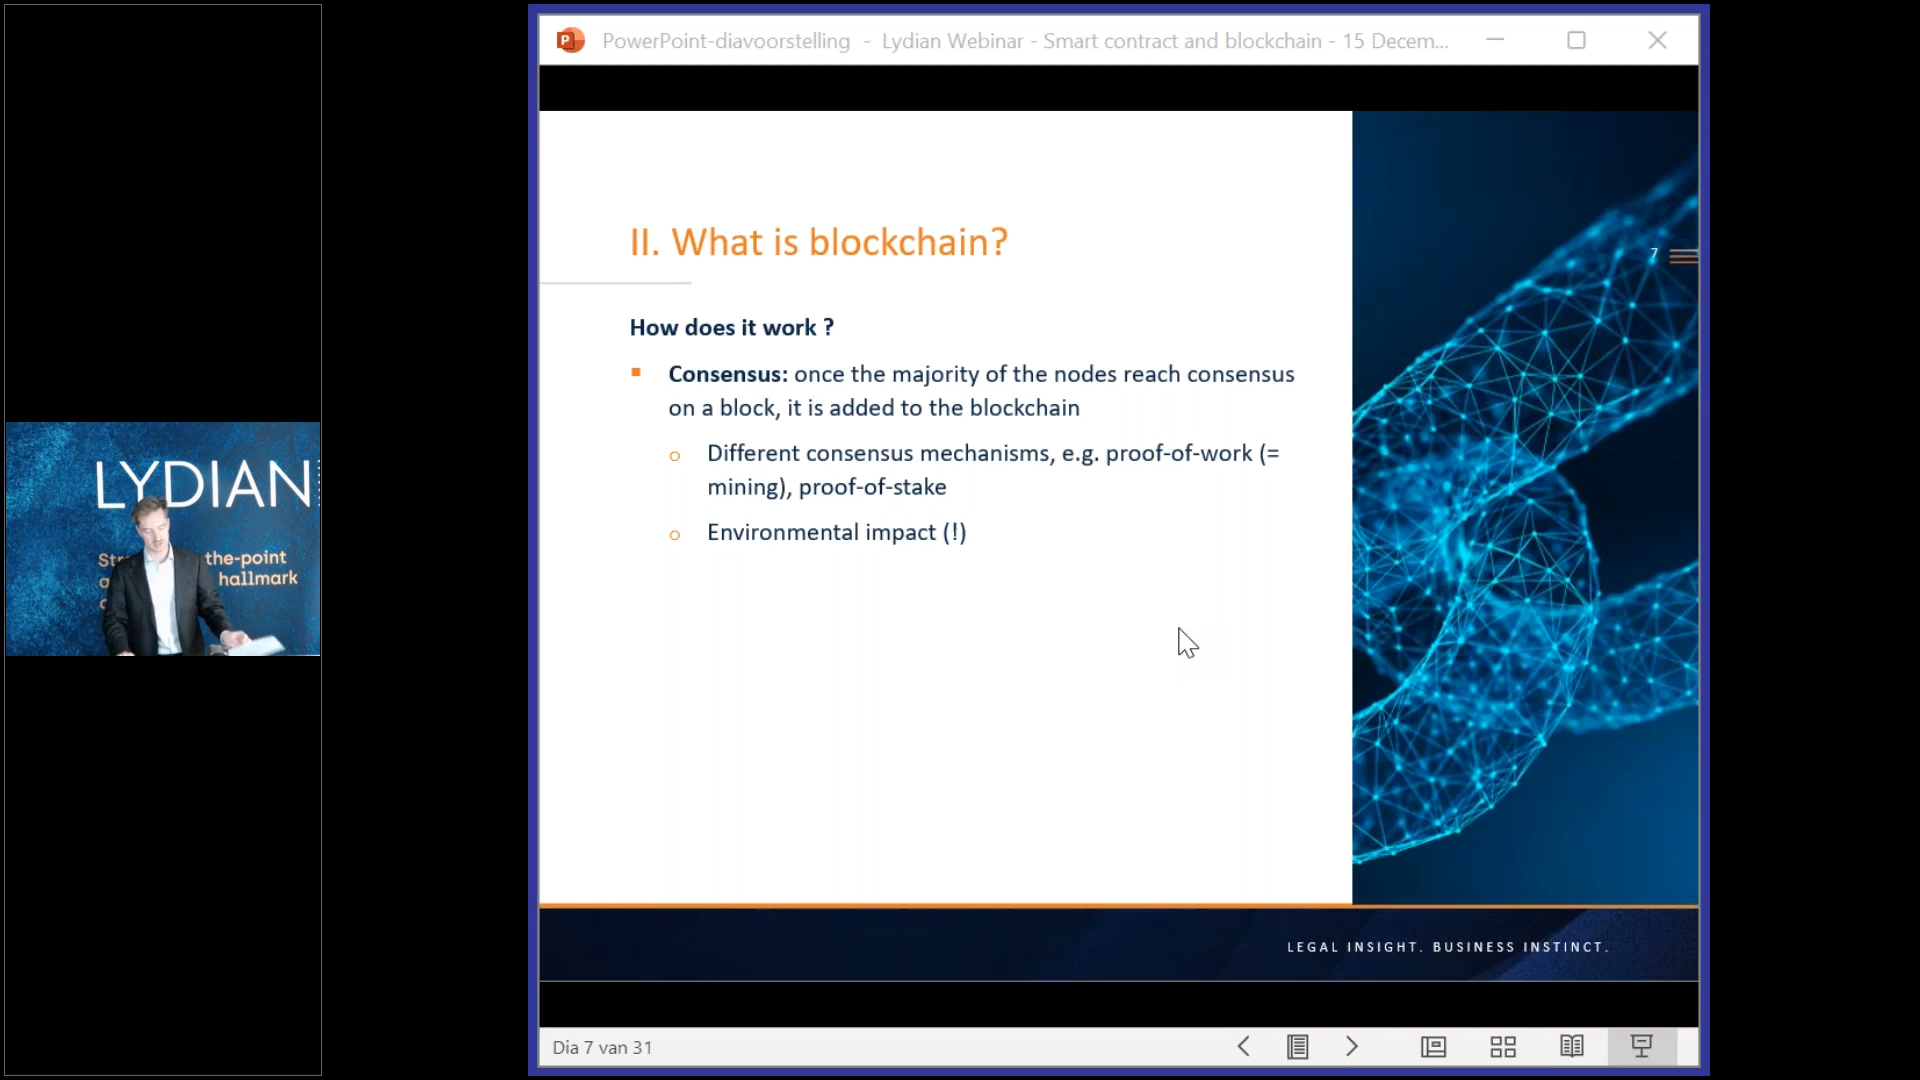 PowerPoint-diavoorstelling - Lydian Webinar - Smart contract and blockchain - 15 Decem...
II. What is blockchain?
7
How does it work ?
Consensus: once the majority of the nodes reach consensus
on a block, it is added to the blockchain
Different consensus mechanisms, e.g. proof-of-work (=
mining), proof-of-stake
Environmental impact (!)
LYDIAN
the-point
hallmark
LEGAL INSIGHT. BUSINESS INSTINCT.
Dia 7 van 31